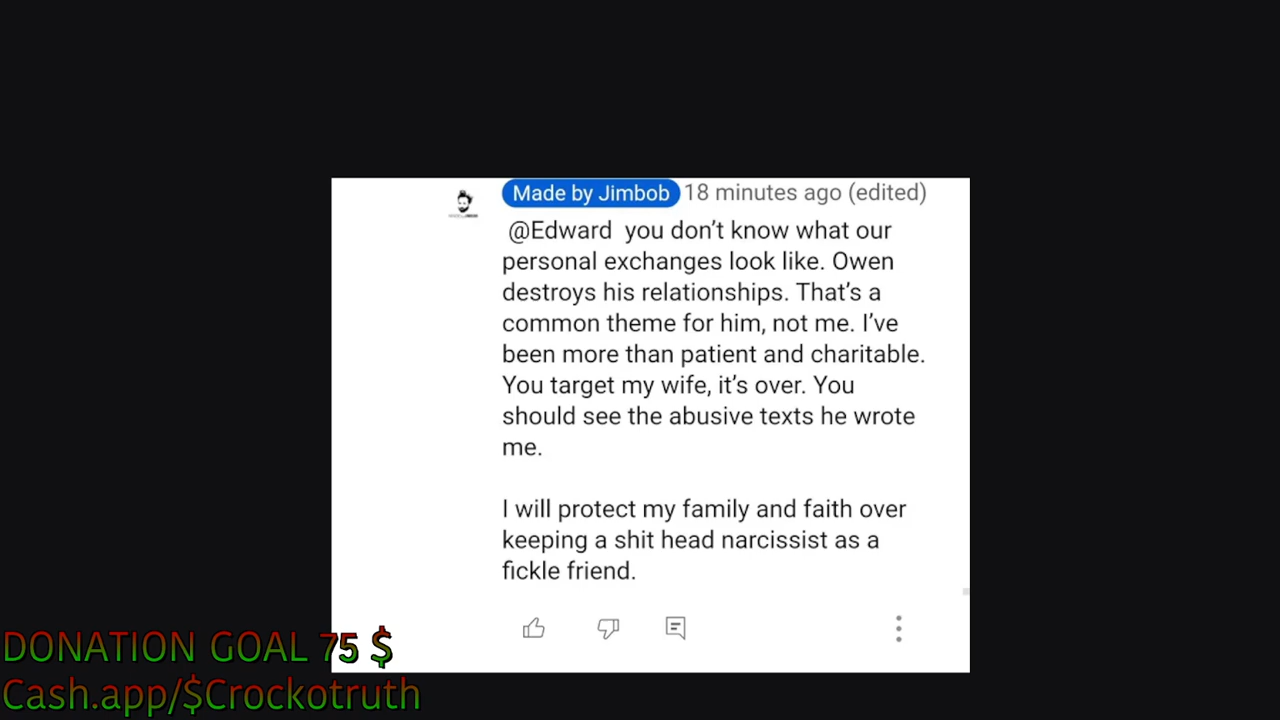 Made by Jimbob 18 minutes ago (edited)
@Edward you don’t know what our
personal exchanges look like. Owen
destroys his relationships. That’s a
common theme for him, not me. I’ve
been more than patient and charitable.
You target my wife, it’s over. You
should see the abusive texts he wrote
me.
I will protect my family and faith over
keeping a shit head narcissist as a
fickle friend.
DONATION GOAL 75 $
Cash.app/$Crockotruth